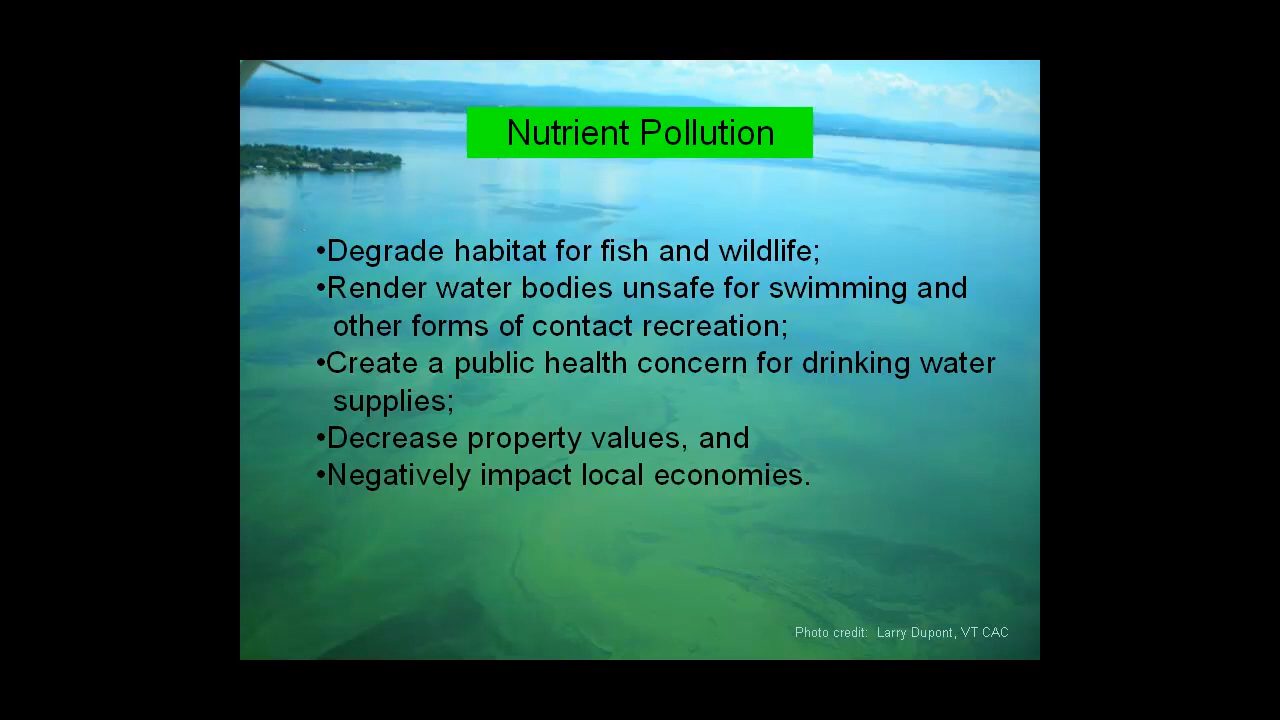 Nutrient Pollution
•Degrade habitat for fish and wildlife;
•Render water bodies unsafe for swimming and
other forms of contact recreation;
•Create a public health concern for drinking water
supplies;
•Decrease property values, and
•Negatively impact local economies.
Photo credit: Larry Dupont, VT CAC